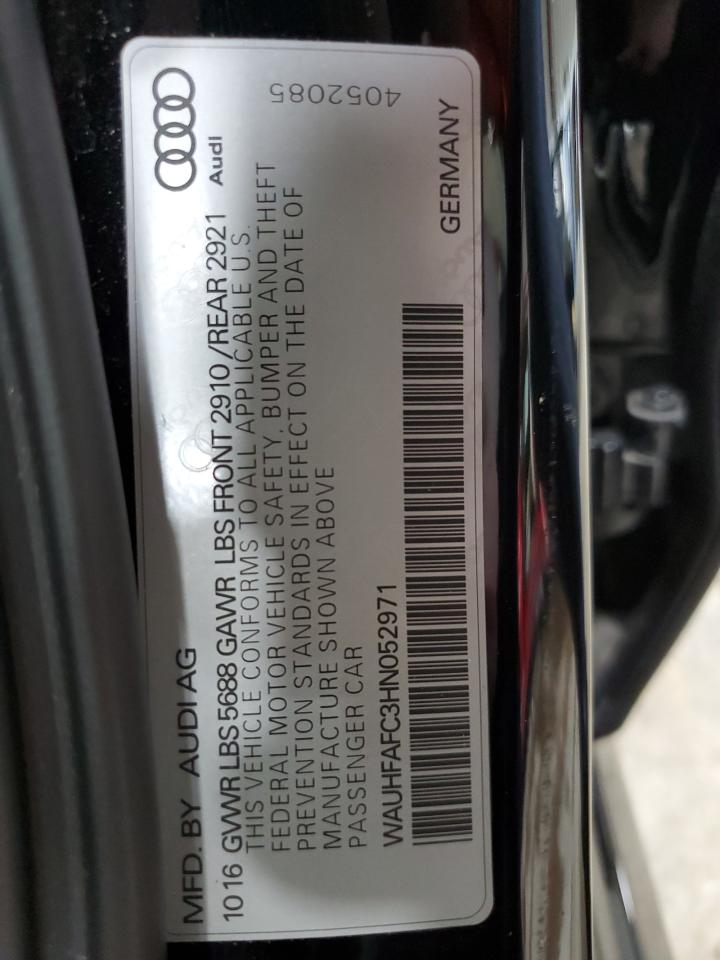 MFD. BY AUDI AG
10 16 GVWR LBS 5688 GAWR LBS FRONT 2910 /REAR 2921
THIS VEHICLE CONFORMS TO ALL APPLICABLE U.S.
FEDERAL MOTOR VEHICLE SAFETY, BUMPER AND THEFT
PREVENTION STANDARDS IN EFFECT ON THE DATE OF
MANUFACTURE SHOWN ABOVE
PASSENGER CAR
WAUHFAFC3HN052971
Audi
4052085
GERMANY